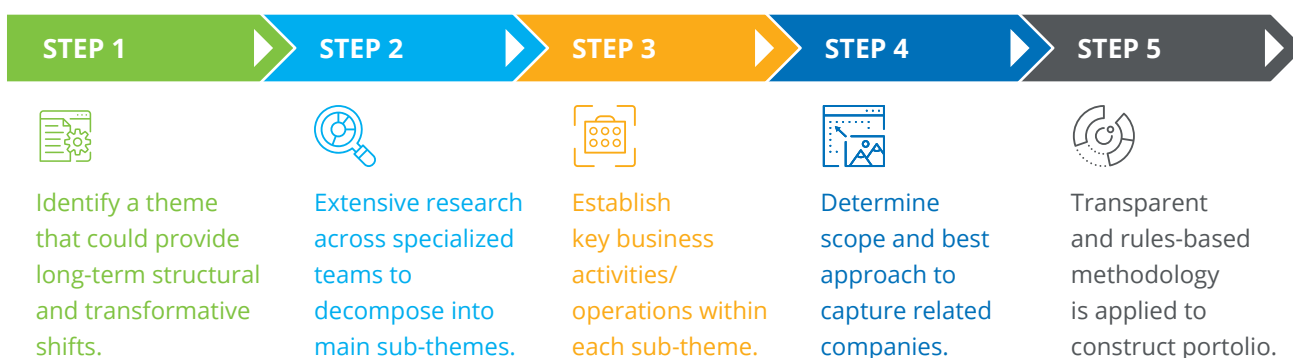 STEP 1
STEP 2
STEP 3
STEP 4
STEP 5
Identify a theme
that could provide
long-term structural
and transformative
shifts.
Extensive research
across specialized
teams to
decompose into
main sub-themes.
Establish
key business
activities/
operations within
each sub-theme.
Determine
scope and best
approach to
capture related
companies.
Transparent
and rules-based
methodology
is applied to
construct portolio.